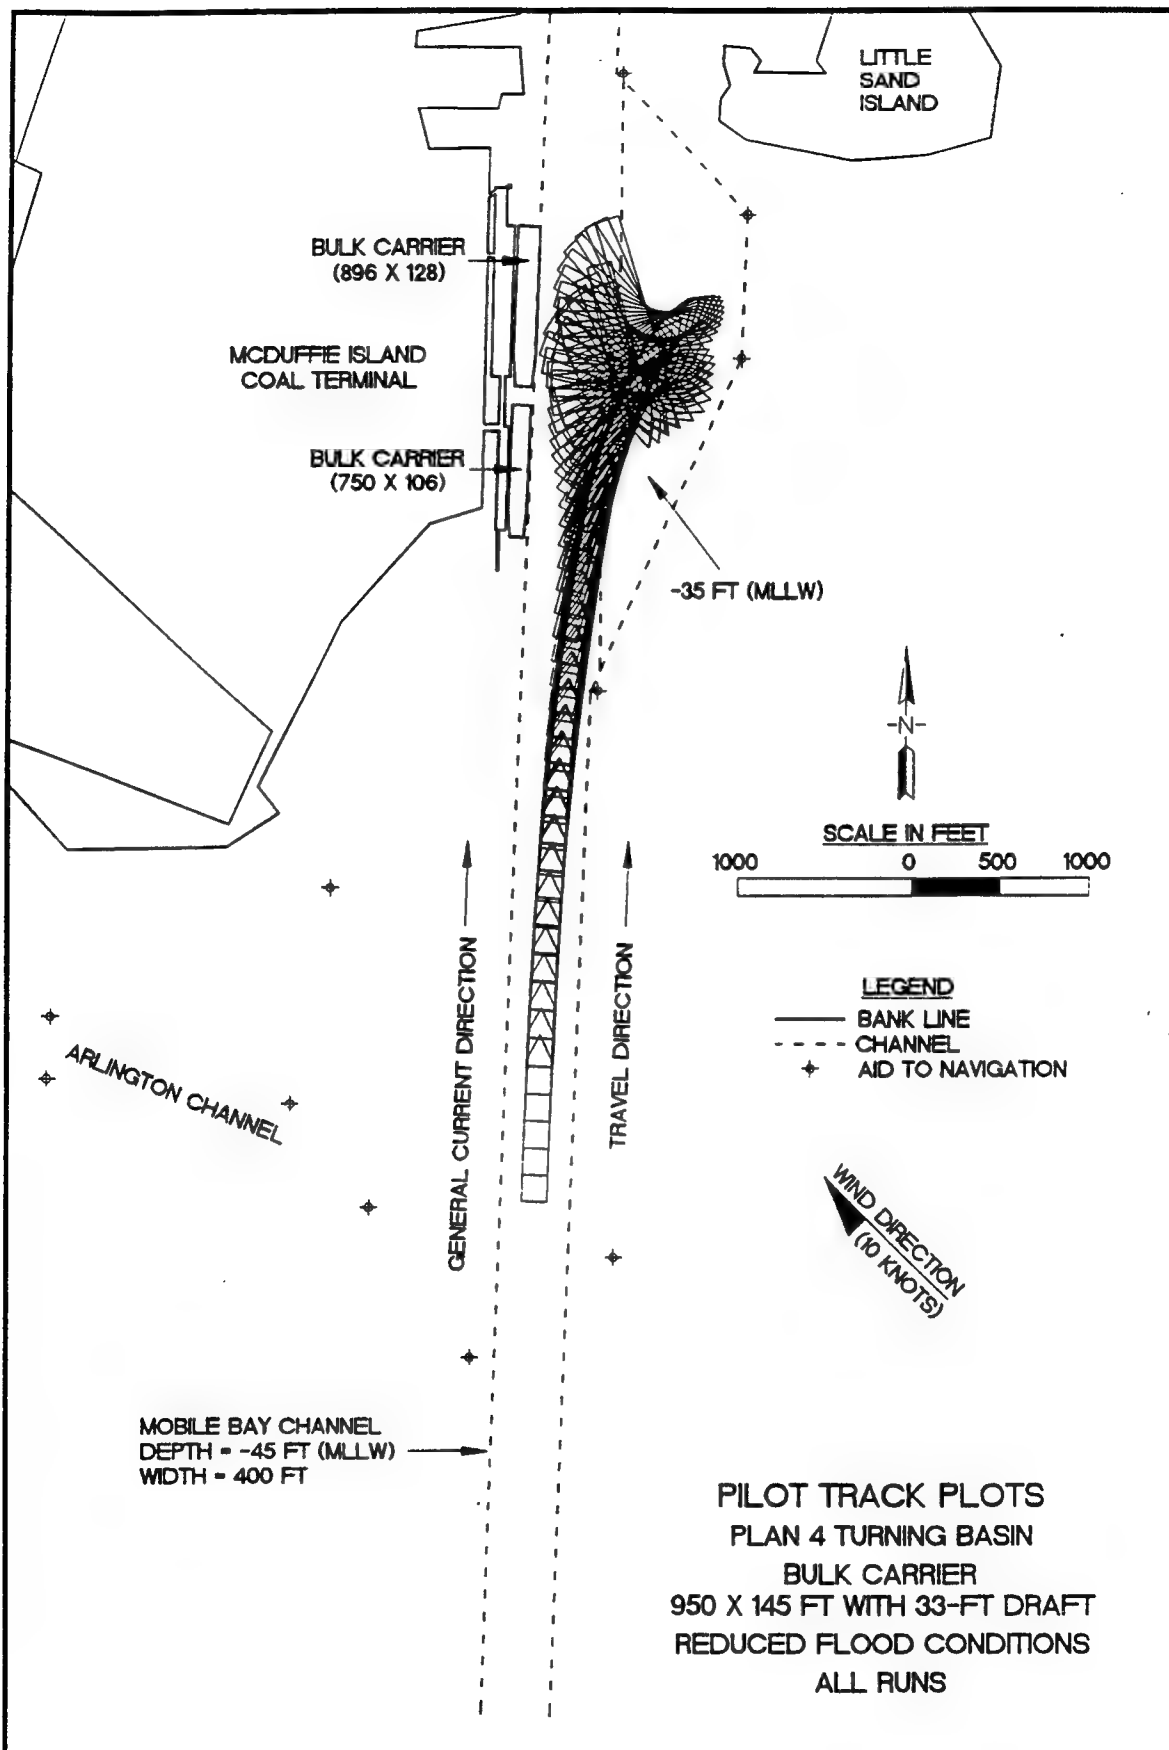 LITTLE
SAND
ISLAND
BULK CARRIER
(896 X 128)
MCDUFFIE ISLAND
COAL TERMINAL
BULK CARRIER
(750 X 106)
-35 FT (MLLW)
-N-
SCALE IN FEET
1000 0 500 1000
GENERAL CURRENT DIRECTION
TRAVEL DIRECTION
LEGEND
BANK LINE
CHANNEL
AID TO NAVIGATION
ARLINGTON CHANNEL
WIND DIRECTION
(10 KNOTS)
MOBILE BAY CHANNEL
DEPTH = -45 FT (MLLW)
WIDTH = 400 FT
PILOT TRACK PLOTS
PLAN 4 TURNING BASIN
BULK CARRIER
950 X 145 FT WITH 33-FT DRAFT
REDUCED FLOOD CONDITIONS
ALL RUNS